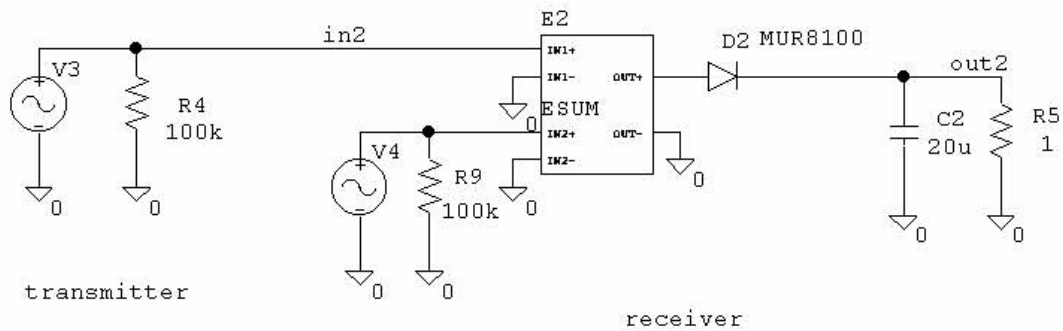 E2
in2
D2 MUR8100
V3
IN1+
out2
IN1-
OUT+
R4
100k
0
ESUM
C2
20u
R5
1
IN2+
OUT-
V4
IN2-
R9
100k
0
0
0
0
0
0
0
0
transmitter
receiver